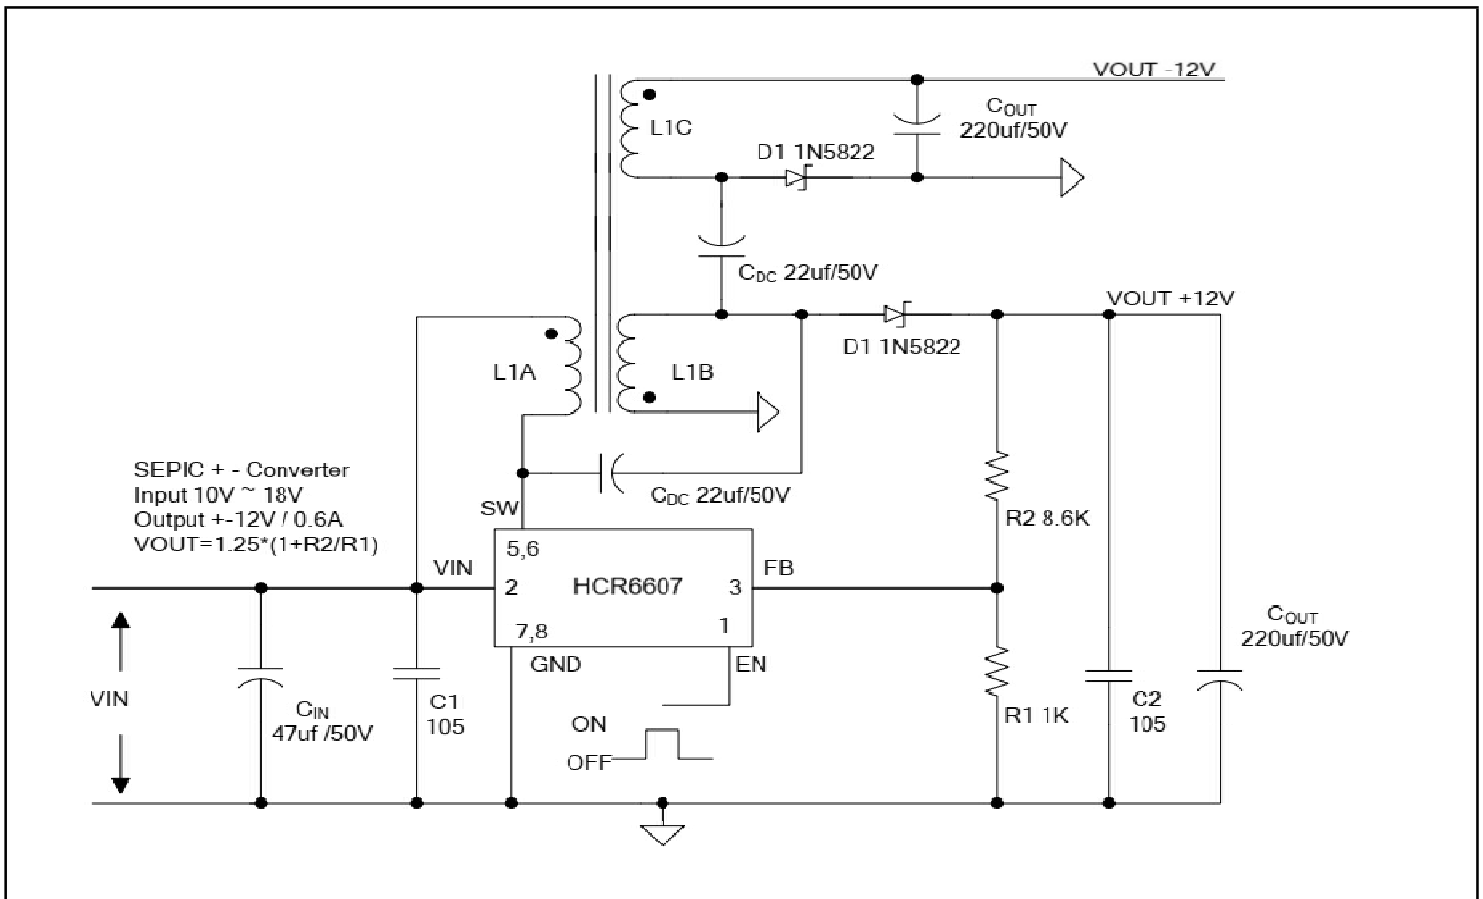 VOUT -12V
COUT
220uf/50V
L1C
D1 1N5822
CDC 22uf/50V
VOUT +12V
D1 1N5822
L1A
L1B
SEPIC + - Converter
Input 10V ~ 18V
Output +-12V / 0.6A
VOUT=1.25*(1+R2/R1)
CDC 22uf/50V
SW
R2 8.6K
5,6
VIN
2
HCR6607
3
FB
7,8
1
GND
EN
COUT
220uf/50V
VIN
CIN
47uf /50V
C1
105
ON
OFF
R1 1K
C2
105